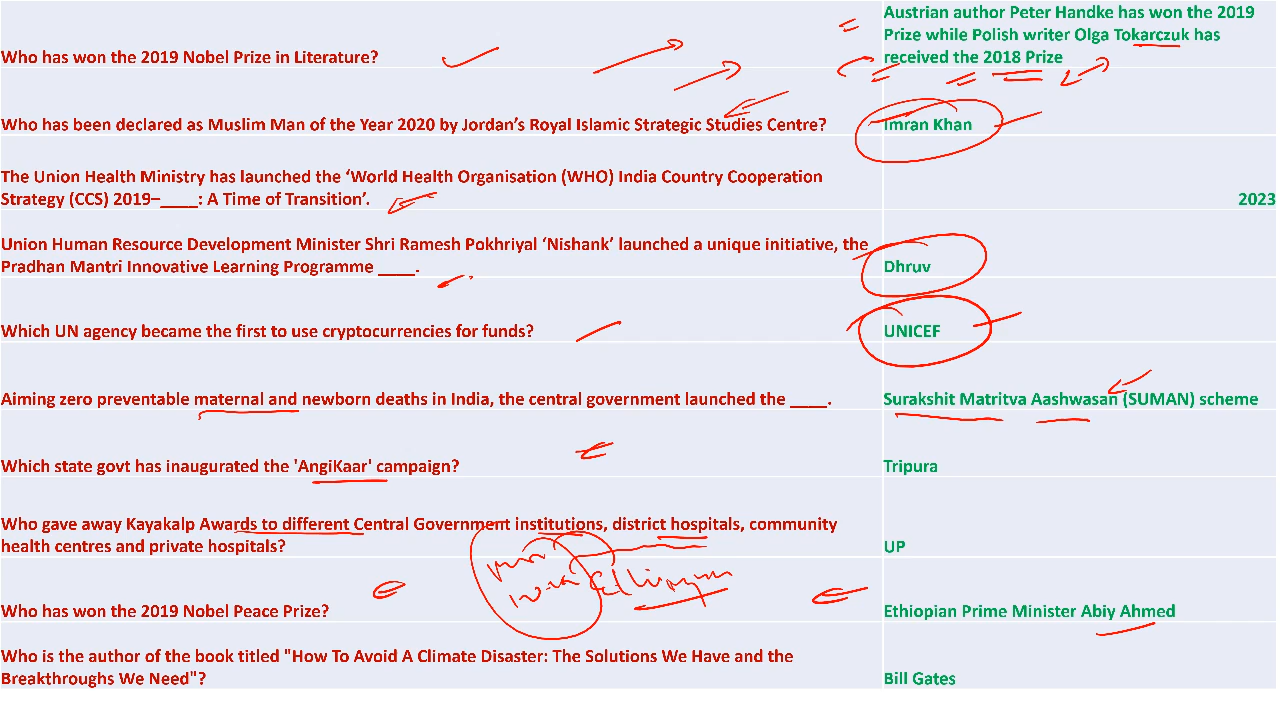 Austrian author Peter Handke has won the 2019
Prize while Polish writer Olga Tokarczuk has
Who has won the 2019 Nobel Prize in Literature?
received the 2018 Prize
Who has been declared as Muslim Man of the Year 2020 by Jordan's Royal Islamic Strategic Studies Centre?
Imran Khan
The Union Health Ministry has launched the 'World Health Organisation (WHO) India Country Cooperation
Strategy (CCS) 2019–____: A Time of Transition'.
2023
Union Human Resource Development Minister Shri Ramesh Pokhriyal 'Nishank' launched a unique initiative, the
Pradhan Mantri Innovative Learning Programme ____.
Dhruv
Which UN agency became the first to use cryptocurrencies for funds?
UNICEF
Aiming zero preventable maternal and newborn deaths in India, the central government launched the ____.
Surakshit Matritva Aashwasan (SUMAN) scheme
Which state govt has inaugurated the 'AngiKaar' campaign?
Tripura
Who gave away Kayakalp Awards to different Central Government institutions, district hospitals, community
health centres and private hospitals?
UP
Who has won the 2019 Nobel Peace Prize?
Ethiopian Prime Minister Abiy Ahmed
Who is the author of the book titled "How To Avoid A Climate Disaster: The Solutions We Have and the
Breakthroughs We Need"?
Bill Gates